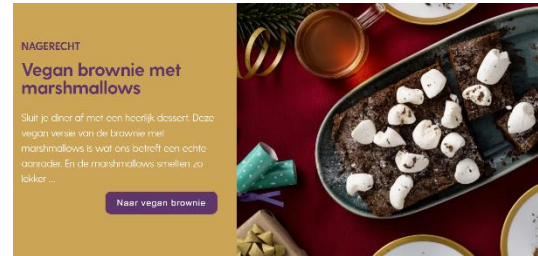 NAGERECHT
Vegan brownie met
marshmallows
Sluit je diner af met een heerlijk dessert. Deze
vegan versie van de brownie met
marshmallows is wat ons betreft een echte
aanrader. En de marshmallows smelten zo
lekker ...
Naar vegan brownie